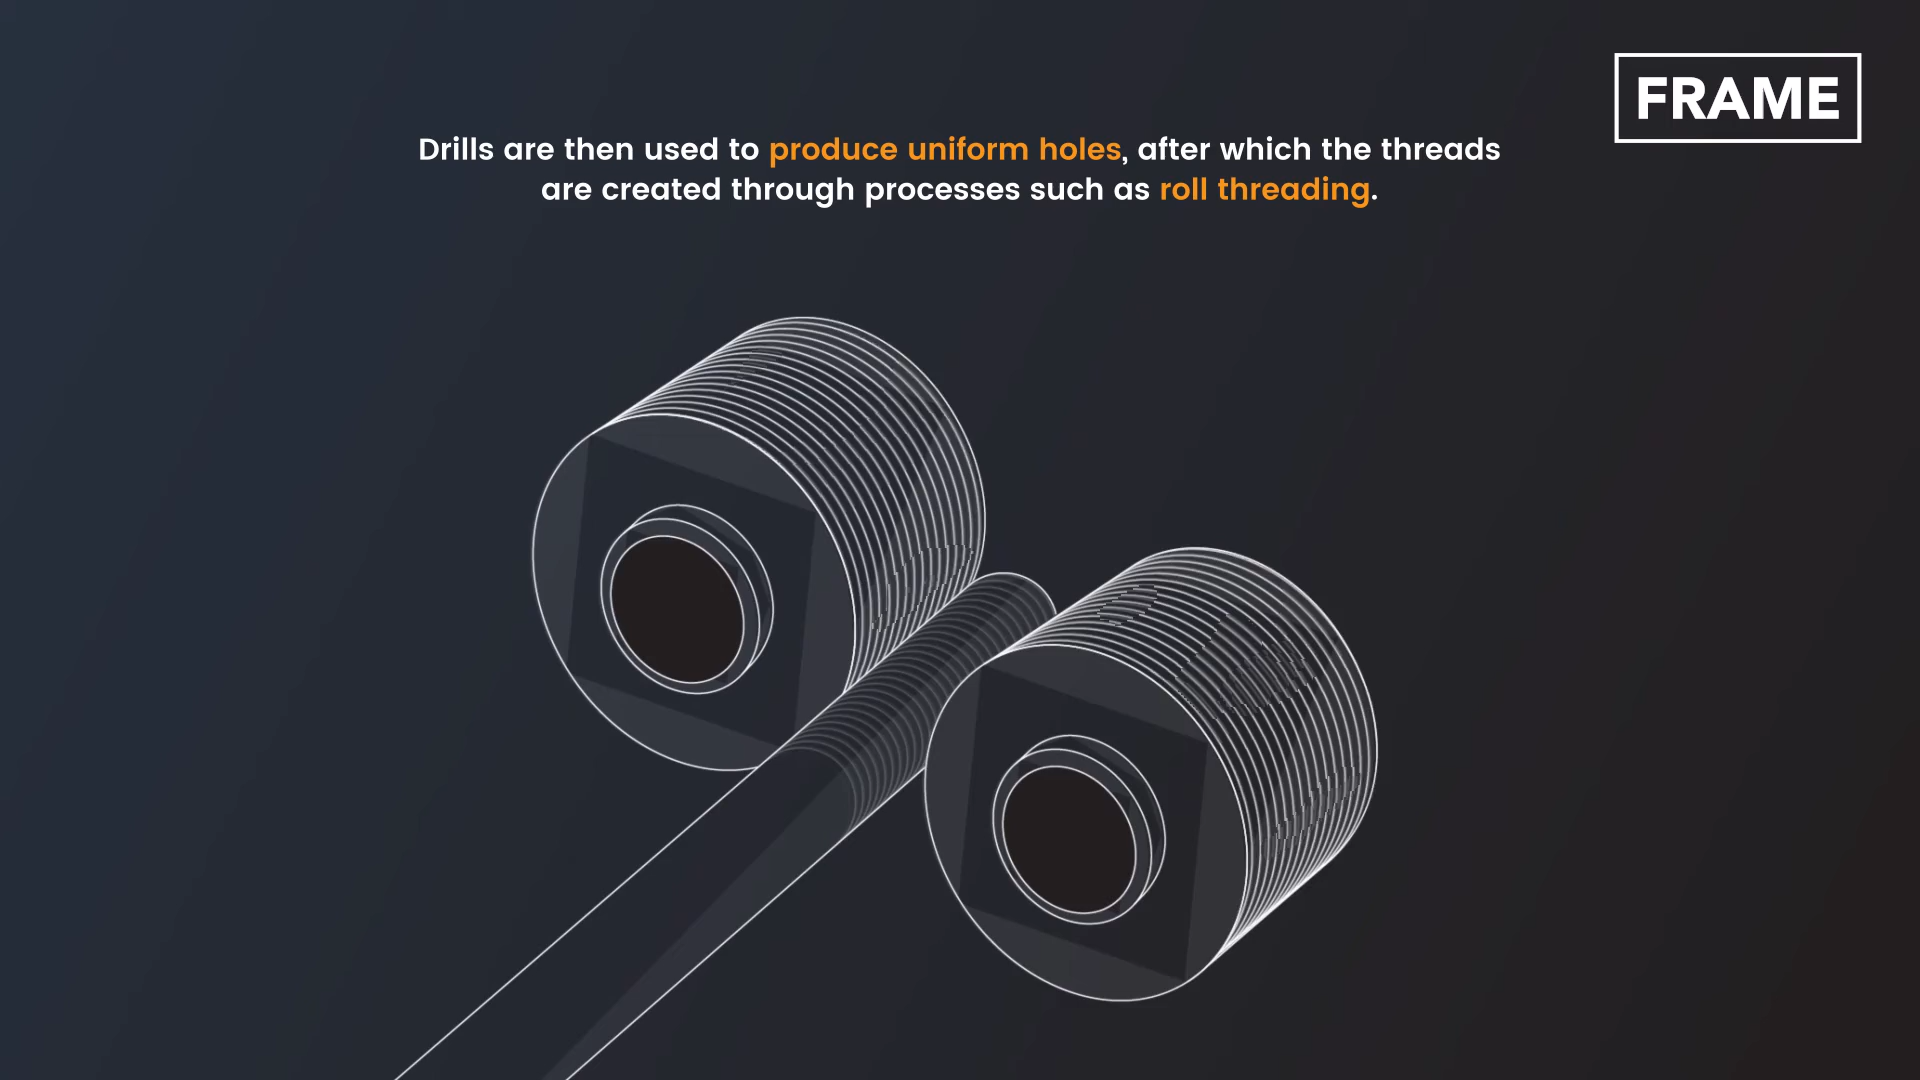 FRAME
Drills are then used to produce uniform holes, after which the threads
are created through processes such as roll threading.